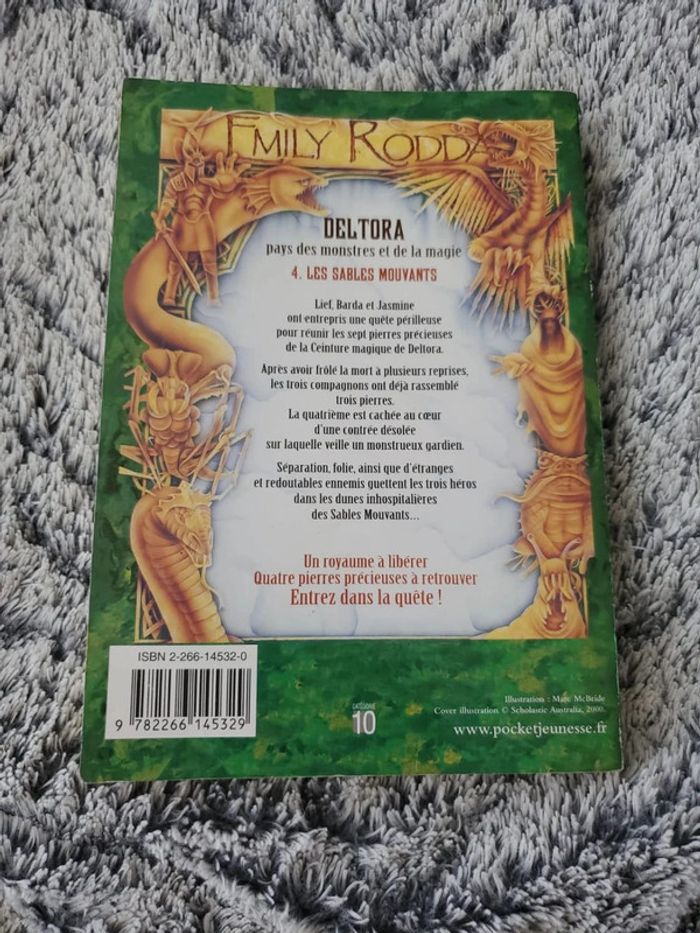 EMILY RODDA
DELTORA
pays des monstres et de la magie
4. LES SABLES MOUVANTS
Lief, Barda et Jasmine
ont entrepris une quête périlleuse
pour réunir les sept pierres précieuses
de la Ceinture magique de Deltora.
Après avoir frôlé la mort à plusieurs reprises,
les trois compagnons ont déjà rassemblé
trois pierres.
La quatrième est cachée au cœur
d'une contrée désolée
sur laquelle veille un monstrueux gardien.
Séparation, folie, ainsi que d'étranges
et redoutables ennemis guettent les trois héros
dans les dunes inhospitalières
des Sables Mouvants...
Un royaume à libérer
Quatre pierres précieuses à retrouver
Entrez dans la quête !
ISBN 2-266-14532-0
9 782266 145329
CATÉGORIE
10
Illustration : Marc McBride
Cover illustration © Scholastic Australia, 2000.
www.pocketjeunesse.fr